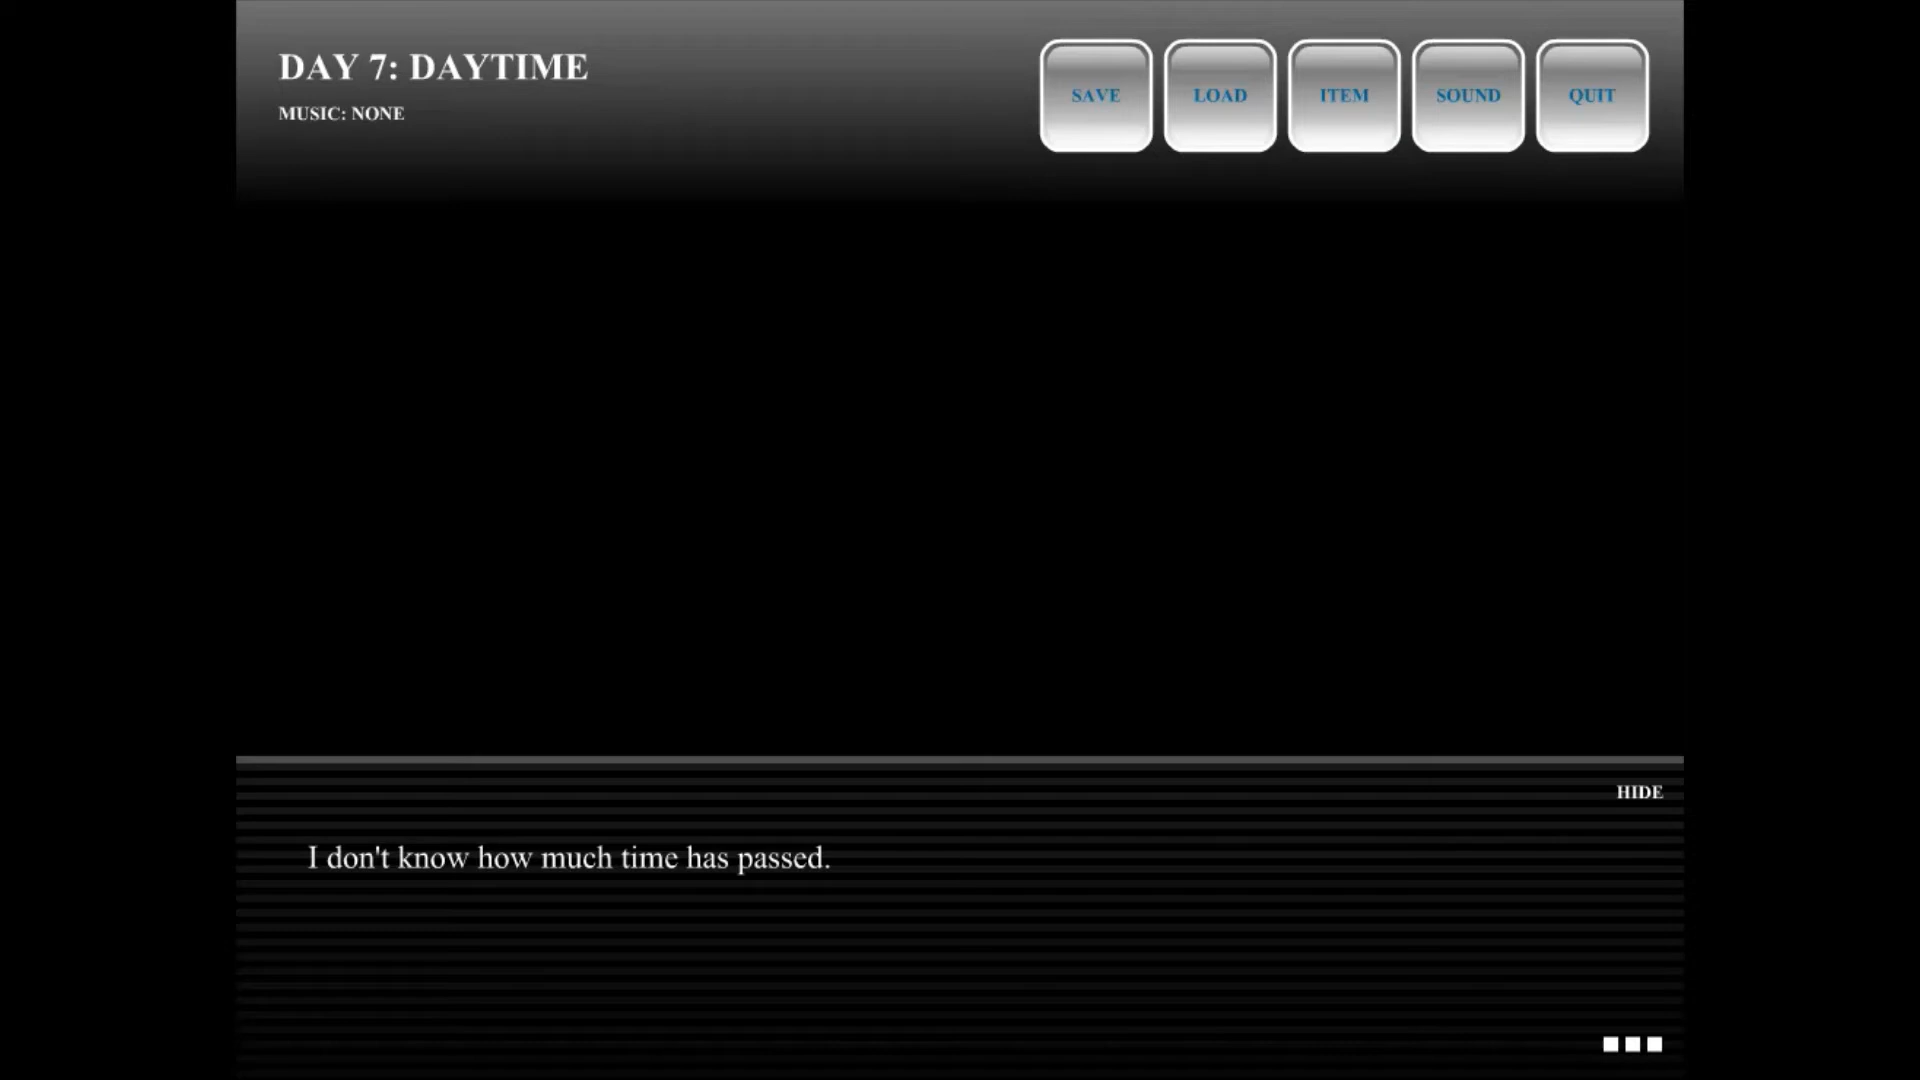 DAY 7: DAYTIME
MUSIC: NONE
SAVE LOAD ITEM SOUND QUIT
HIDE
I don't know how much time has passed.